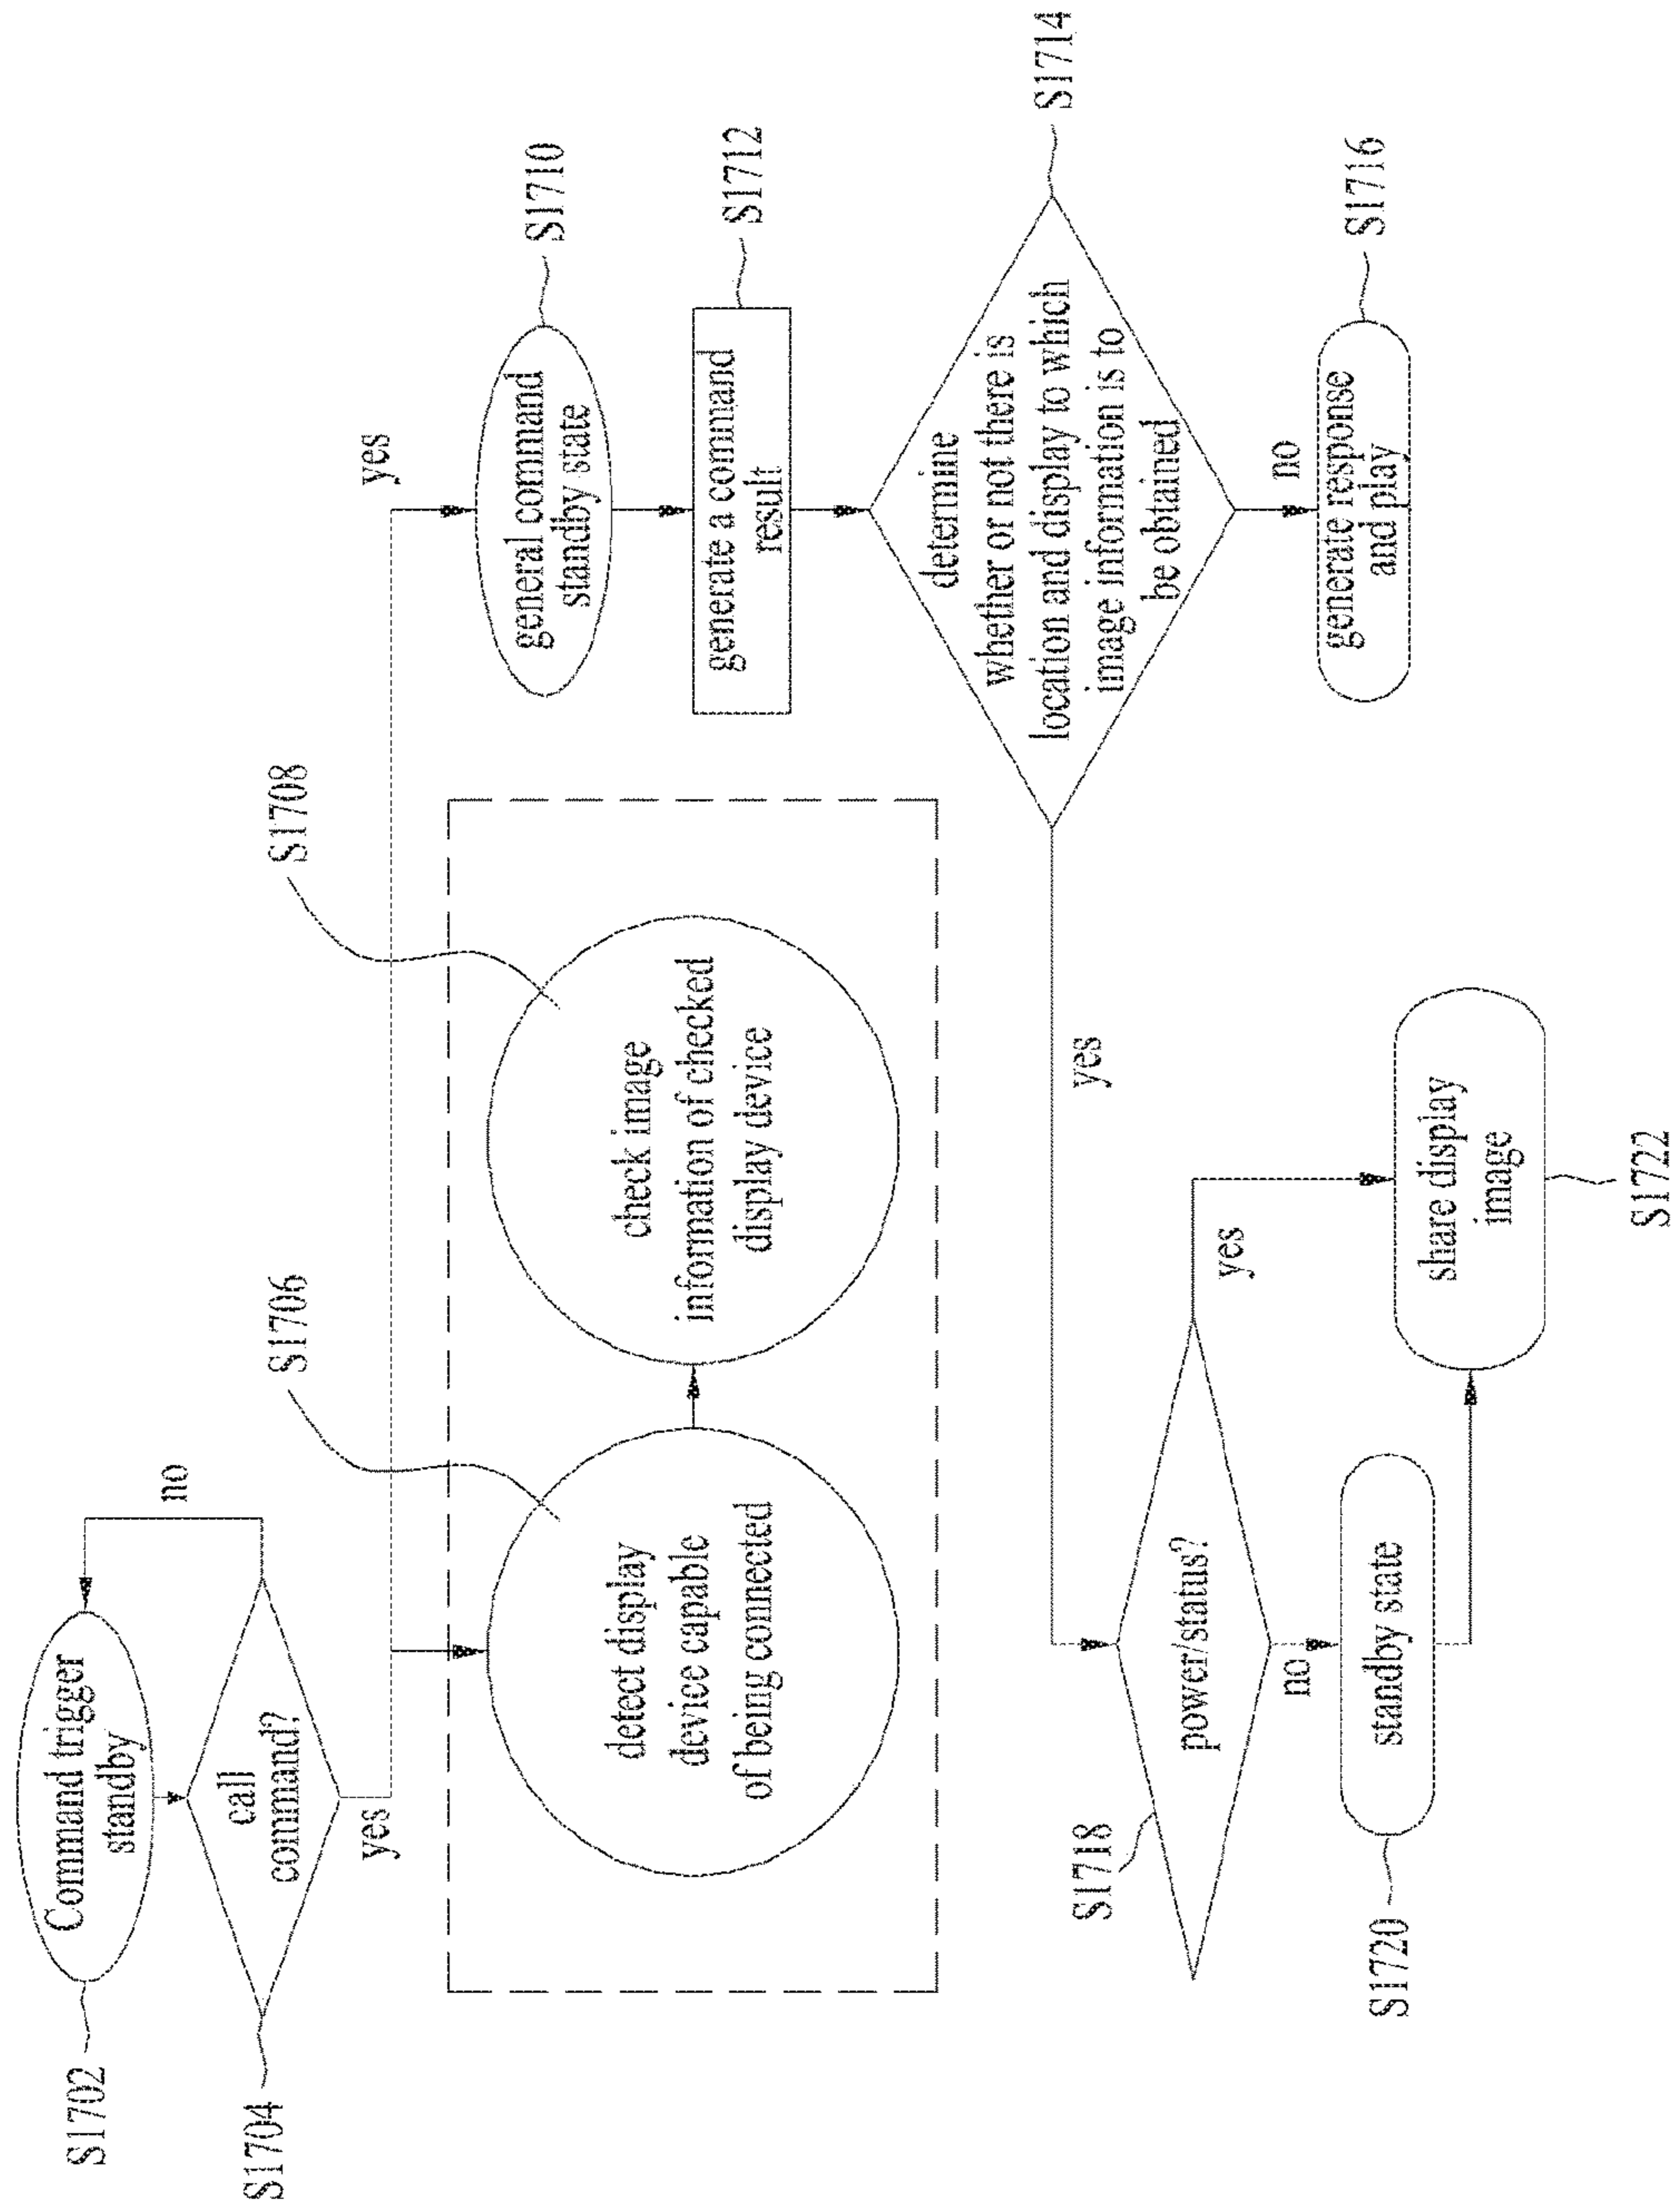 Command trigger
standby
S1702
call
command?
S1704
no
yes
yes
detect display
device capable
of being connected
S1706
check image
information of checked
display device
S1708
general command
standby state
S1710
generate a command
result
S1712
determine
whether or not there is
location and display to which
image information is to
be obtained
S1714
no
generate response
and play
S1716
yes
power/status?
S1718
yes
no
standby state
S1720
share display
image
S1722